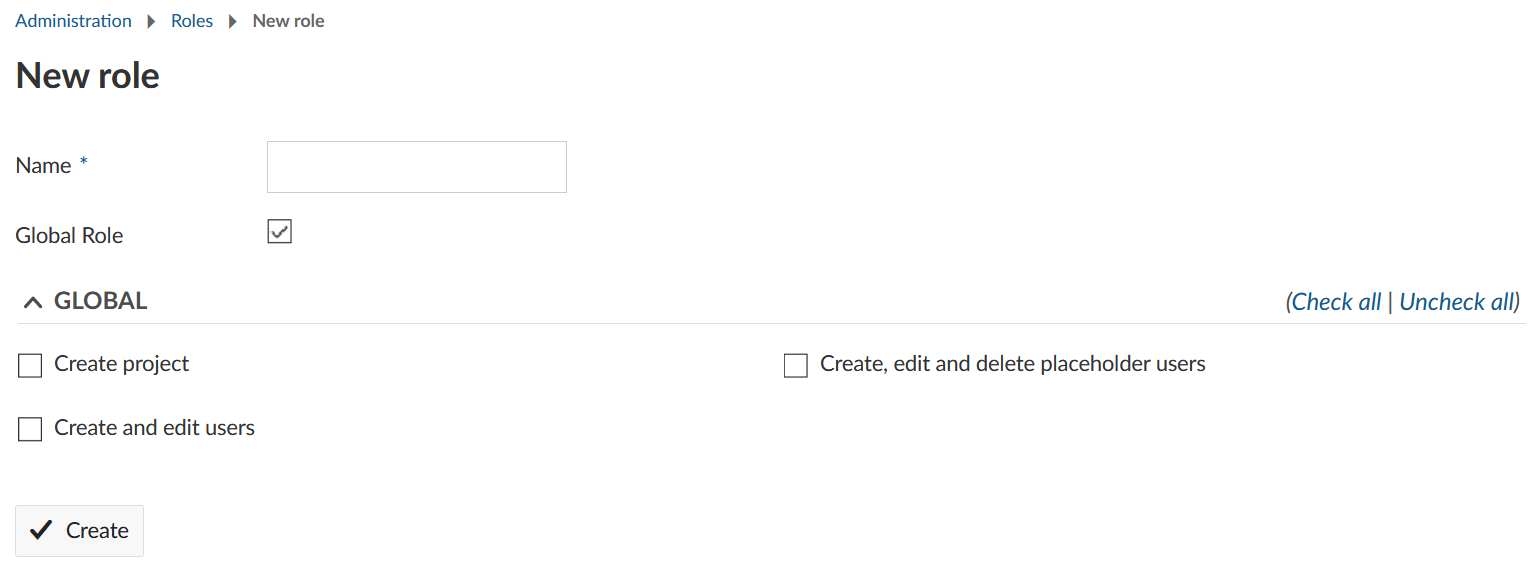 Administration Roles New role
New role
Name *
Global Role
GLOBAL (Check all | Uncheck all)
Create project Create, edit and delete placeholder users
Create and edit users
Create